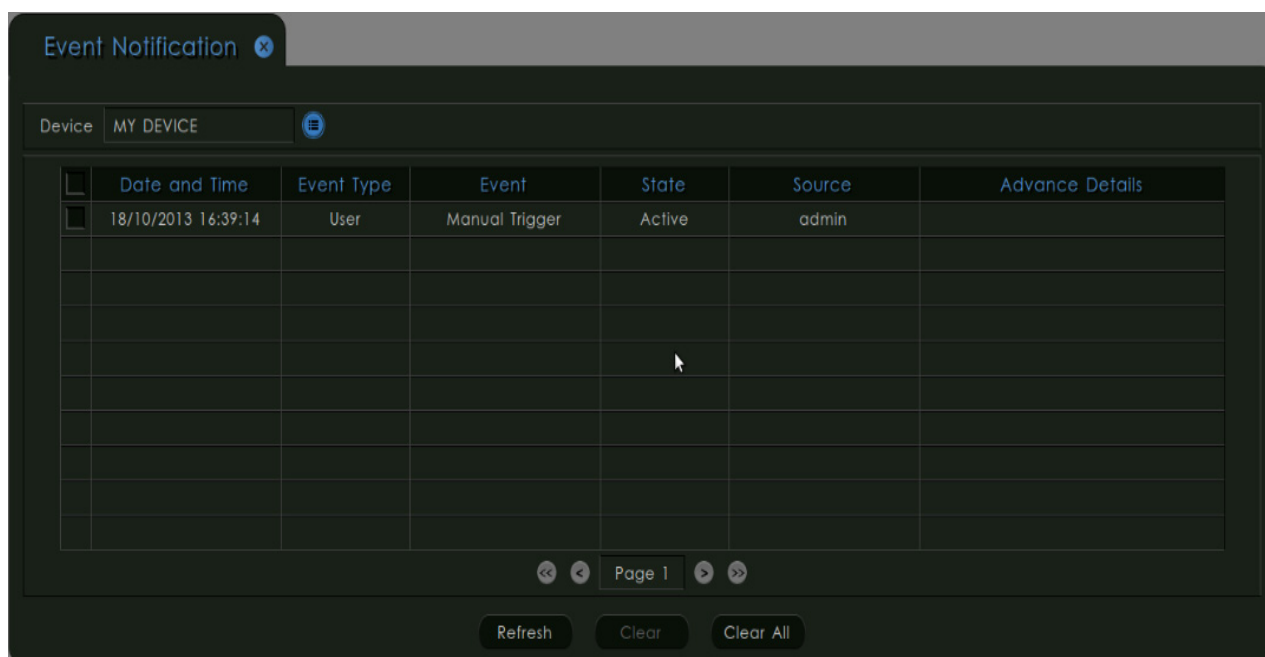 Event Notification
Device MY DEVICE
Date and Time Event Type Event State Source Advance Details
18/10/2013 16:39:14 User Manual Trigger Active admin
Page 1
Refresh Clear Clear All